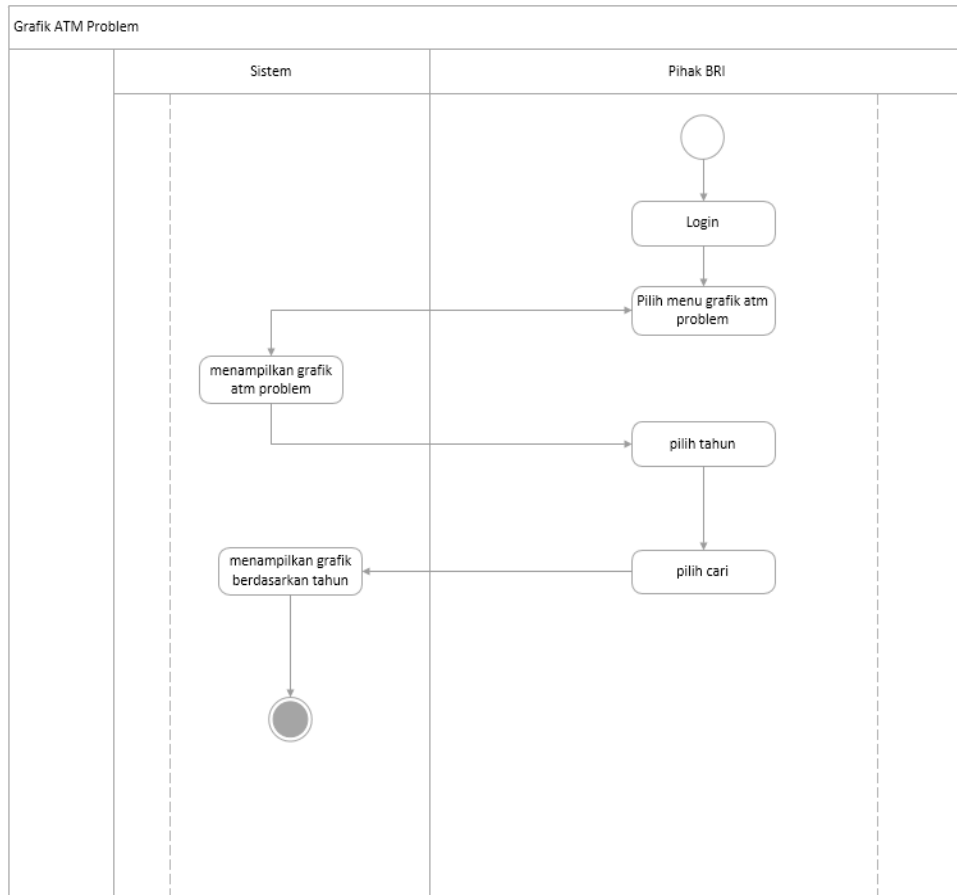 Grafik ATM Problem
Sistem
Pihak BRI
Login
Pilih menu grafik atm
problem
menampilkan grafik
atm problem
pilih tahun
menampilkan grafik
berdasarkan tahun
pilih cari